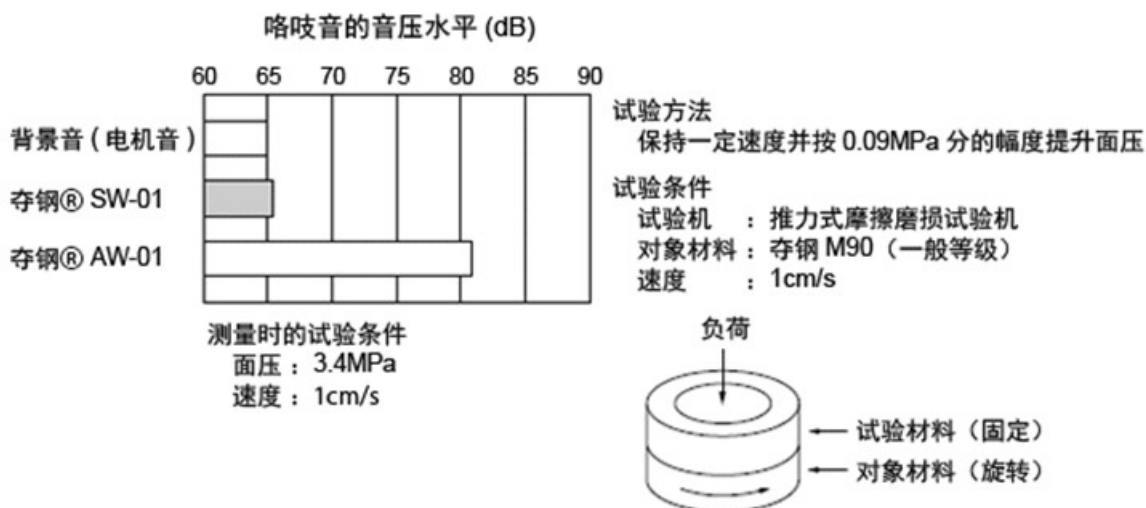 咯吱音的音压水平 (dB)
60 65 70 75 80 85 90
背景音 ( 电机音 )
夺钢® SW-01
夺钢® AW-01
测量时的试验条件
面压 : 3.4MPa
速度 : 1cm/s
试验方法
保持一定速度并按 0.09MPa 分的幅度提升面压
试验条件
试验机 : 推力式摩擦磨损试验机
对象材料 : 夺钢 M90（一般等级）
速度 : 1cm/s
负荷
试验材料（固定）
对象材料（旋转）